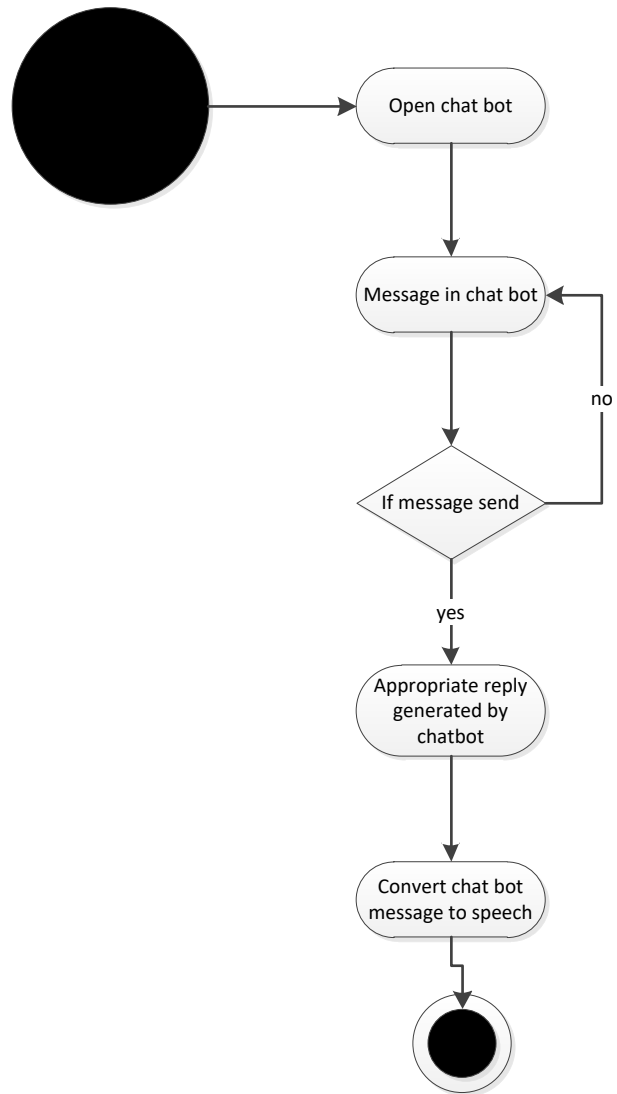 Open chat bot
Message in chat bot
no
If message send
yes
Appropriate reply
generated by
chatbot
Convert chat bot
message to speech